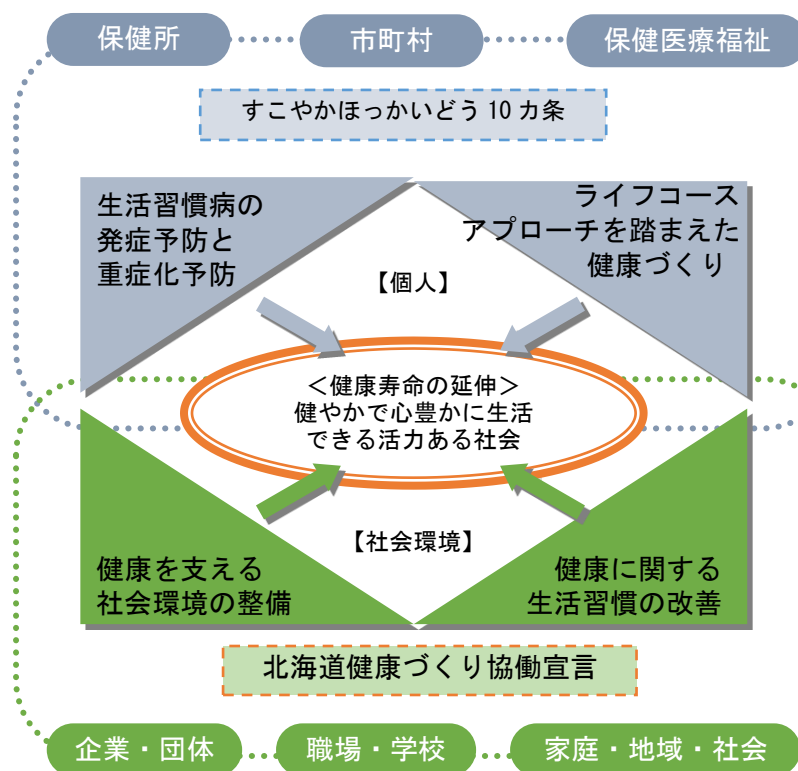 保健所
市町村
保健医療福祉
すこやかほっかいどう 10 カ条
生活習慣病の
発症予防と
重症化予防
ライフコース
アプローチを踏まえた
健康づくり
【個人】
<健康寿命の延伸>
健やかで心豊かに生活
できる活力ある社会
【社会環境】
健康を支える
社会環境の整備
健康に関する
生活習慣の改善
北海道健康づくり協働宣言
企業・団体
職場・学校
家庭・地域・社会